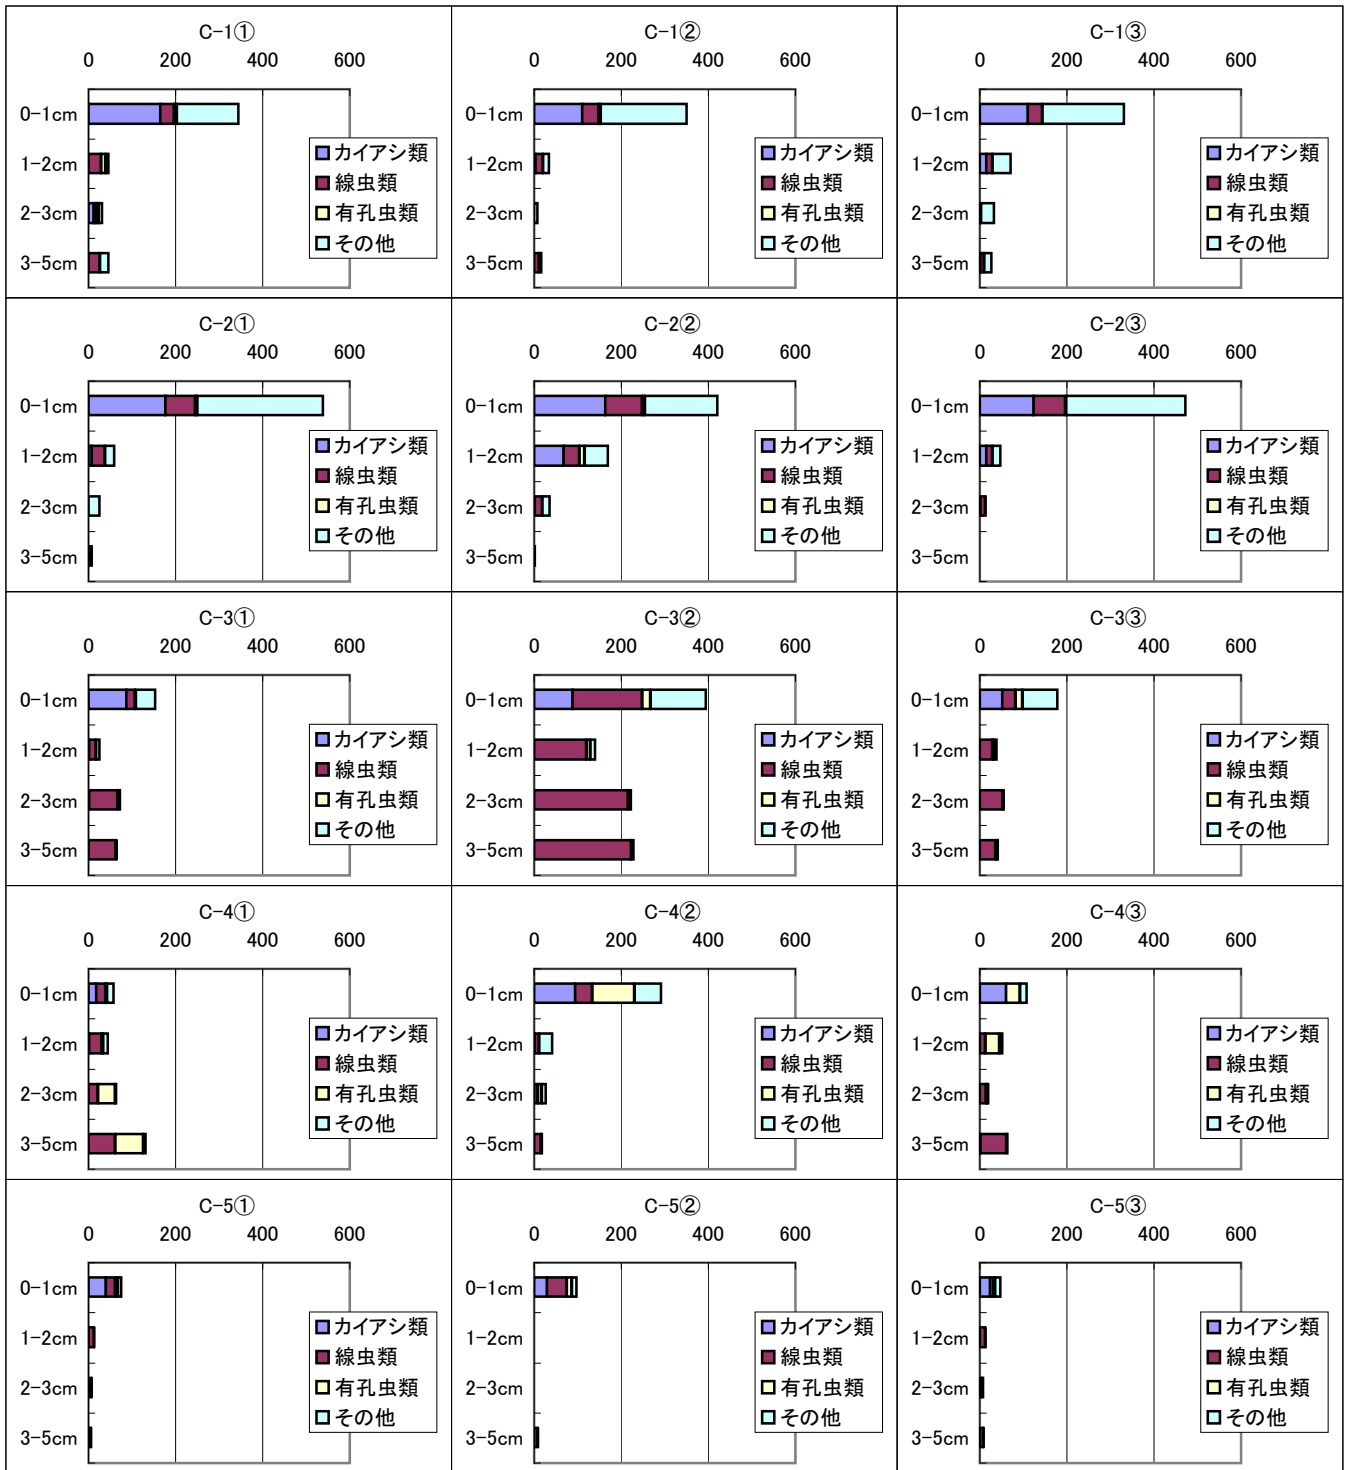 C-1①
0 200 400 600
0-1cm
1-2cm
2-3cm
3-5cm
カイアシ類
線虫類
有孔虫類
その他
C-1②
0 200 400 600
0-1cm
1-2cm
2-3cm
3-5cm
カイアシ類
線虫類
有孔虫類
その他
C-1③
0 200 400 600
0-1cm
1-2cm
2-3cm
3-5cm
カイアシ類
線虫類
有孔虫類
その他
C-2①
0 200 400 600
0-1cm
1-2cm
2-3cm
3-5cm
カイアシ類
線虫類
有孔虫類
その他
C-2②
0 200 400 600
0-1cm
1-2cm
2-3cm
3-5cm
カイアシ類
線虫類
有孔虫類
その他
C-2③
0 200 400 600
0-1cm
1-2cm
2-3cm
3-5cm
カイアシ類
線虫類
有孔虫類
その他
C-3①
0 200 400 600
0-1cm
1-2cm
2-3cm
3-5cm
カイアシ類
線虫類
有孔虫類
その他
C-3②
0 200 400 600
0-1cm
1-2cm
2-3cm
3-5cm
カイアシ類
線虫類
有孔虫類
その他
C-3③
0 200 400 600
0-1cm
1-2cm
2-3cm
3-5cm
カイアシ類
線虫類
有孔虫類
その他
C-4①
0 200 400 600
0-1cm
1-2cm
2-3cm
3-5cm
カイアシ類
線虫類
有孔虫類
その他
C-4②
0 200 400 600
0-1cm
1-2cm
2-3cm
3-5cm
カイアシ類
線虫類
有孔虫類
その他
C-4③
0 200 400 600
0-1cm
1-2cm
2-3cm
3-5cm
カイアシ類
線虫類
有孔虫類
その他
C-5①
0 200 400 600
0-1cm
1-2cm
2-3cm
3-5cm
カイアシ類
線虫類
有孔虫類
その他
C-5②
0 200 400 600
0-1cm
1-2cm
2-3cm
3-5cm
カイアシ類
線虫類
有孔虫類
その他
C-5③
0 200 400 600
0-1cm
1-2cm
2-3cm
3-5cm
カイアシ類
線虫類
有孔虫類
その他